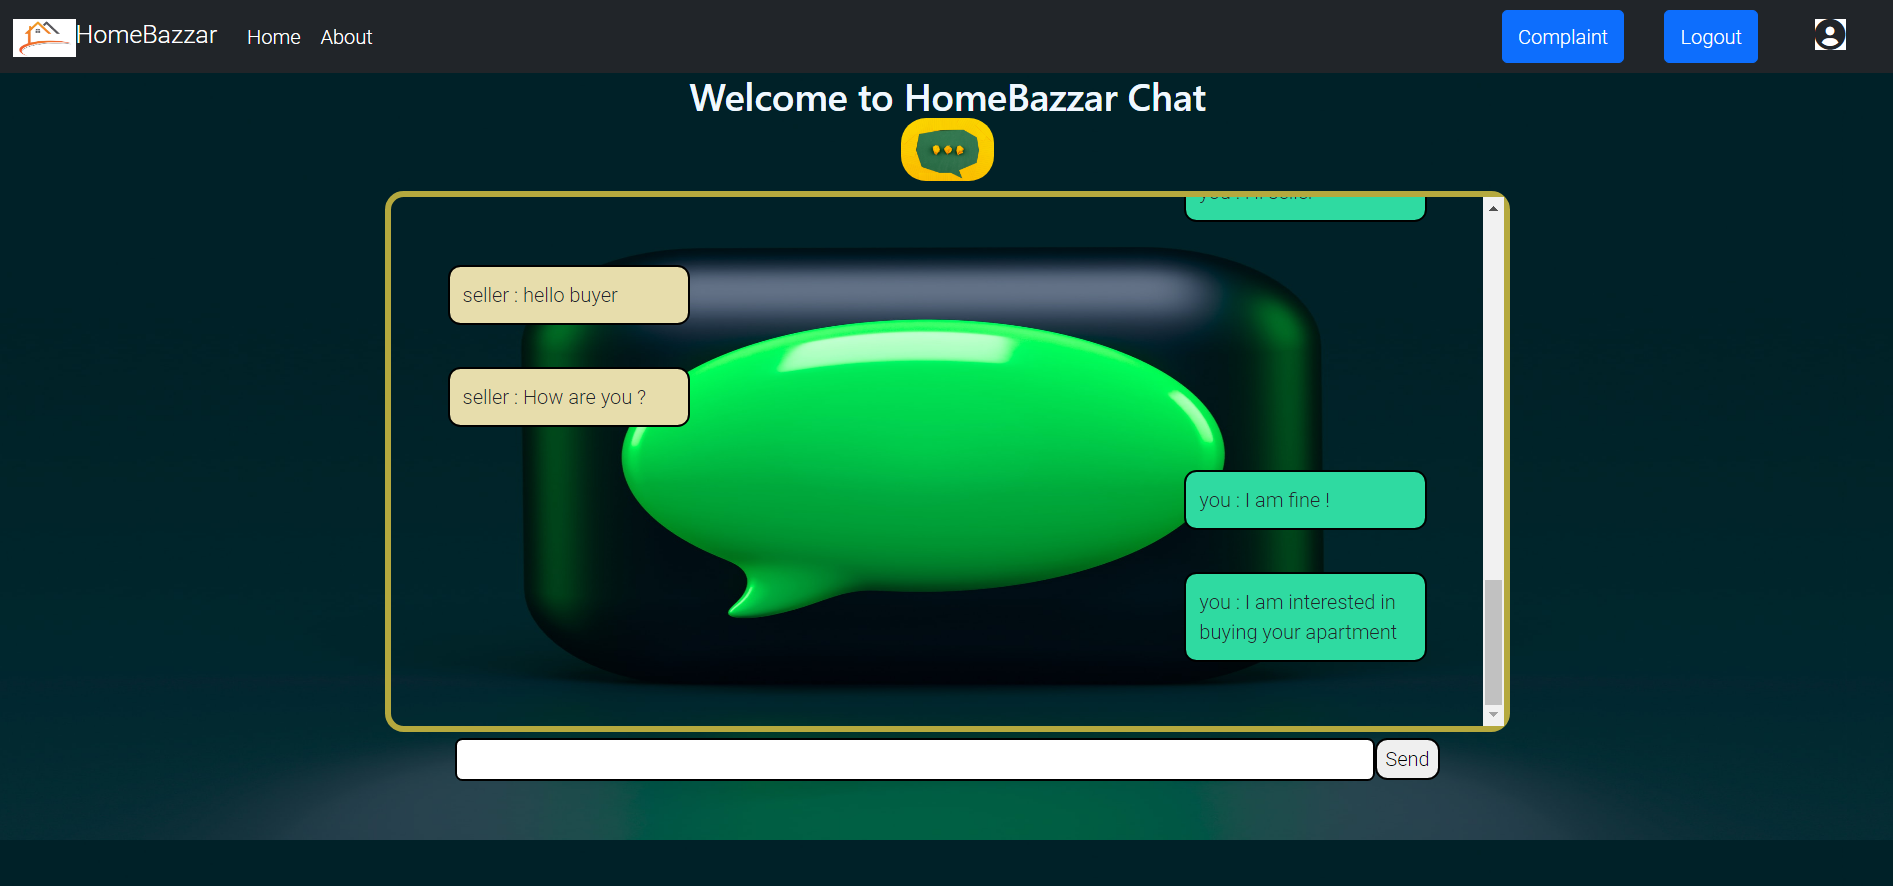 HomeBazzar
Home
About
Complaint
Logout
Welcome to HomeBazzar Chat
seller : hello buyer
seller : How are you ?
you : I am fine !
you : I am interested in
buying your apartment
Send